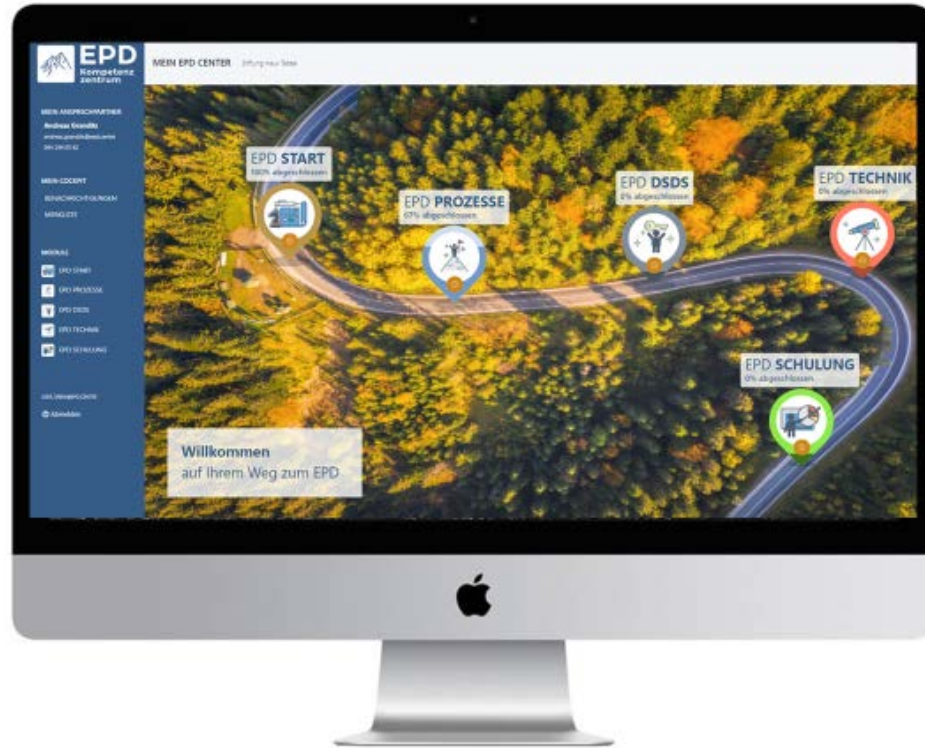 EPD
Kompetenz
zentrum
MEIN EPD CENTER
MEIN ANSPRECHPARTNER
Andreas Grandits
MEIN COCKPIT
BENACHRICHTIGUNGEN
MERKLISTE
MODULE
EPD START
EPD PROZESSE
EPD DSDS
EPD TECHNIK
EPD SCHULUNG
Abmelden
EPD START
100% abgeschlossen
EPD PROZESSE
67% abgeschlossen
EPD DSDS
0% abgeschlossen
EPD TECHNIK
0% abgeschlossen
EPD SCHULUNG
0% abgeschlossen
Willkommen
auf Ihrem Weg zum EPD